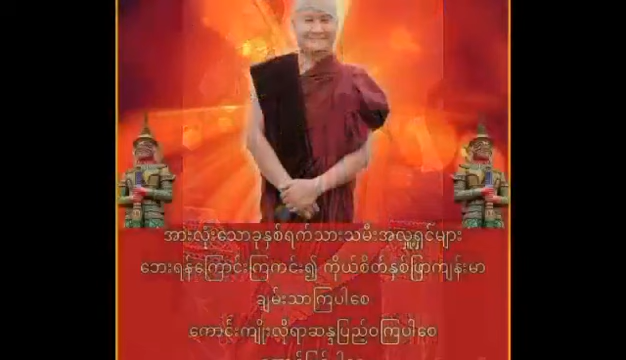 အားလုံးသောခုနှစ်ရက်သားသမီးအလှူရှင်များ
ဘေးရန်ကြောင့်းကြကင်း၍ ကိုယ်စိတ်နှစ်ဖြာကျန်းမာ
ချမ်းသာကြပါစေ
ကောင်းကျိုးလိုရာဆန္ဒပြည့်ဝကြပါစေ